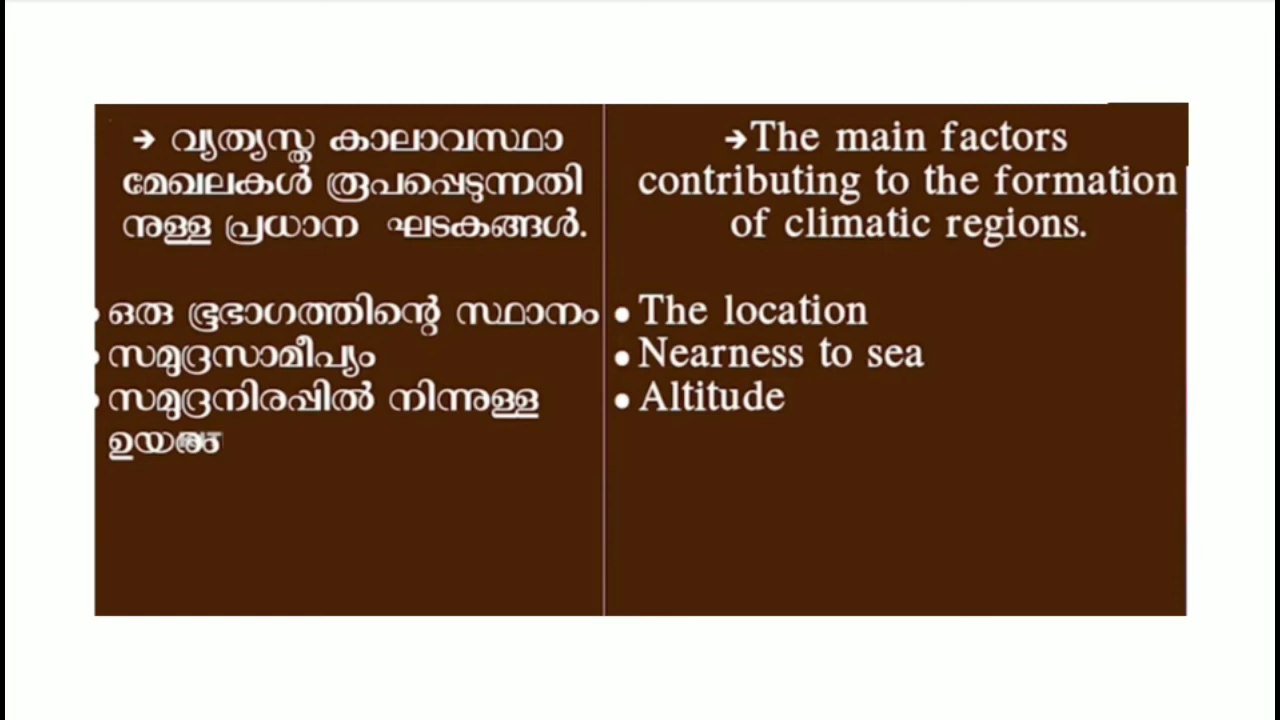 ➔ വ്യത്യസ്ത കാലാവസ്ഥാ
മേഖലകൾ രൂപപ്പെടുന്നതി
നുള്ള പ്രധാന ഘടകങ്ങൾ.
• ഒരു ഭൂഭാഗത്തിന്റെ സ്ഥാനം
• സമുദ്രസാമീപ്യം
• സമുദ്രനിരപ്പിൽ നിന്നുള്ള
ഉയരം
➔The main factors
contributing to the formation
of climatic regions.
• The location
• Nearness to sea
• Altitude